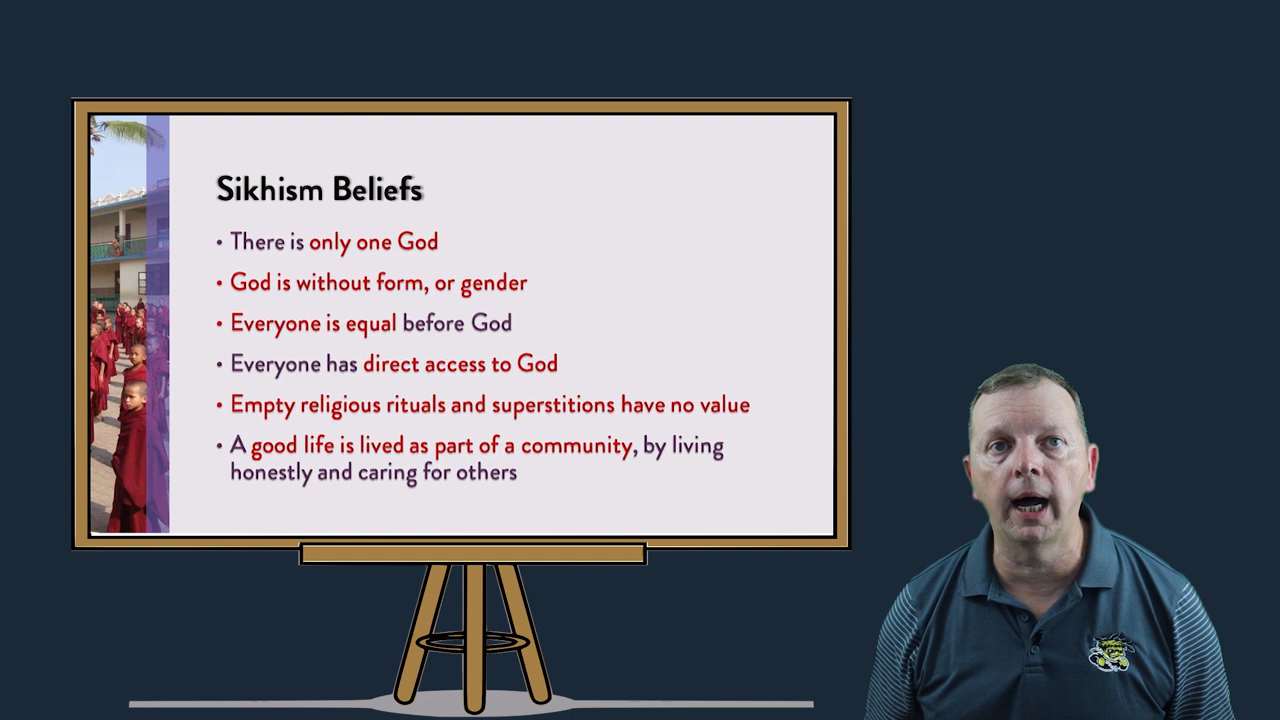 Sikhism Beliefs
• There is only one God
• God is without form, or gender
• Everyone is equal before God
• Everyone has direct access to God
• Empty religious rituals and superstitions have no value
• A good life is lived as part of a community, by living
honestly and caring for others